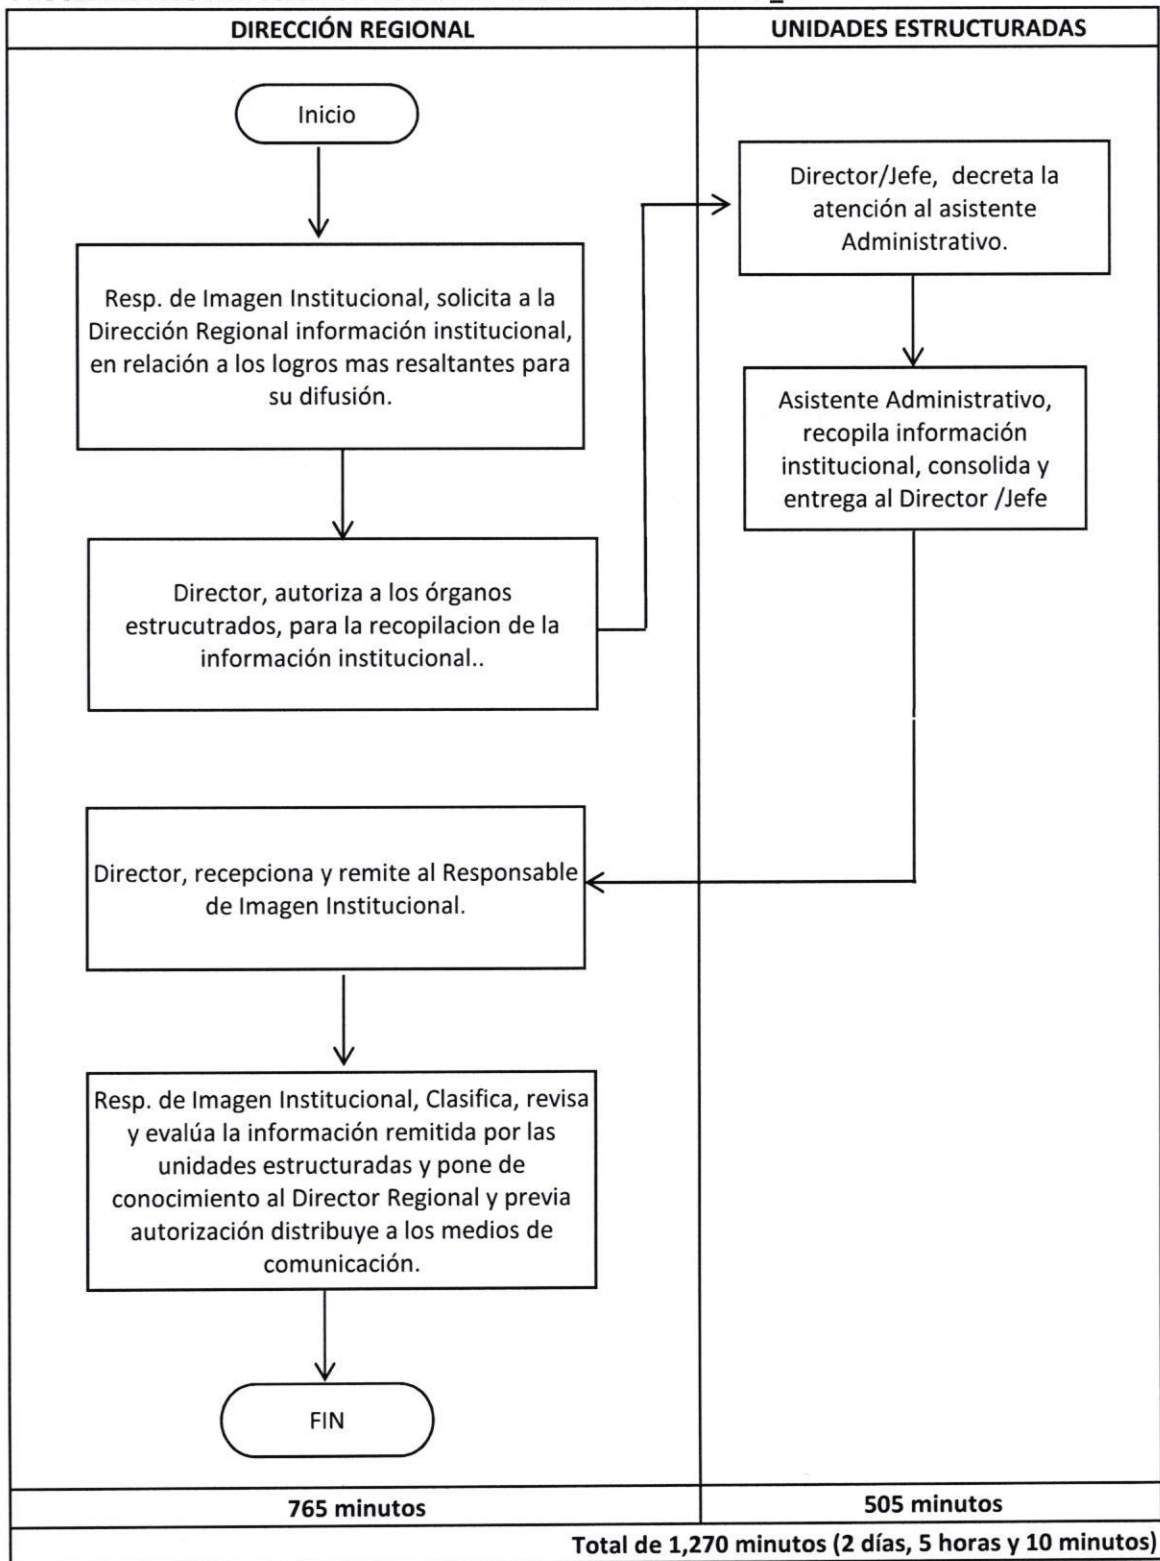 DIRECCIÓN REGIONAL
UNIDADES ESTRUCTURADAS
Inicio
Resp. de Imagen Institucional, solicita a la
Dirección Regional información institucional,
en relación a los logros mas resaltantes para
su difusión.
Director, autoriza a los órganos
estrucutrados, para la recopilacion de la
información institucional..
Director/Jefe, decreta la
atención al asistente
Administrativo.
Asistente Administrativo,
recopila información
institucional, consolida y
entrega al Director /Jefe
Director, recepciona y remite al Responsable
de Imagen Institucional.
Resp. de Imagen Institucional, Clasifica, revisa
y evalúa la información remitida por las
unidades estructuradas y pone de
conocimiento al Director Regional y previa
autorización distribuye a los medios de
comunicación.
FIN
765 minutos
505 minutos
Total de 1,270 minutos (2 días, 5 horas y 10 minutos)